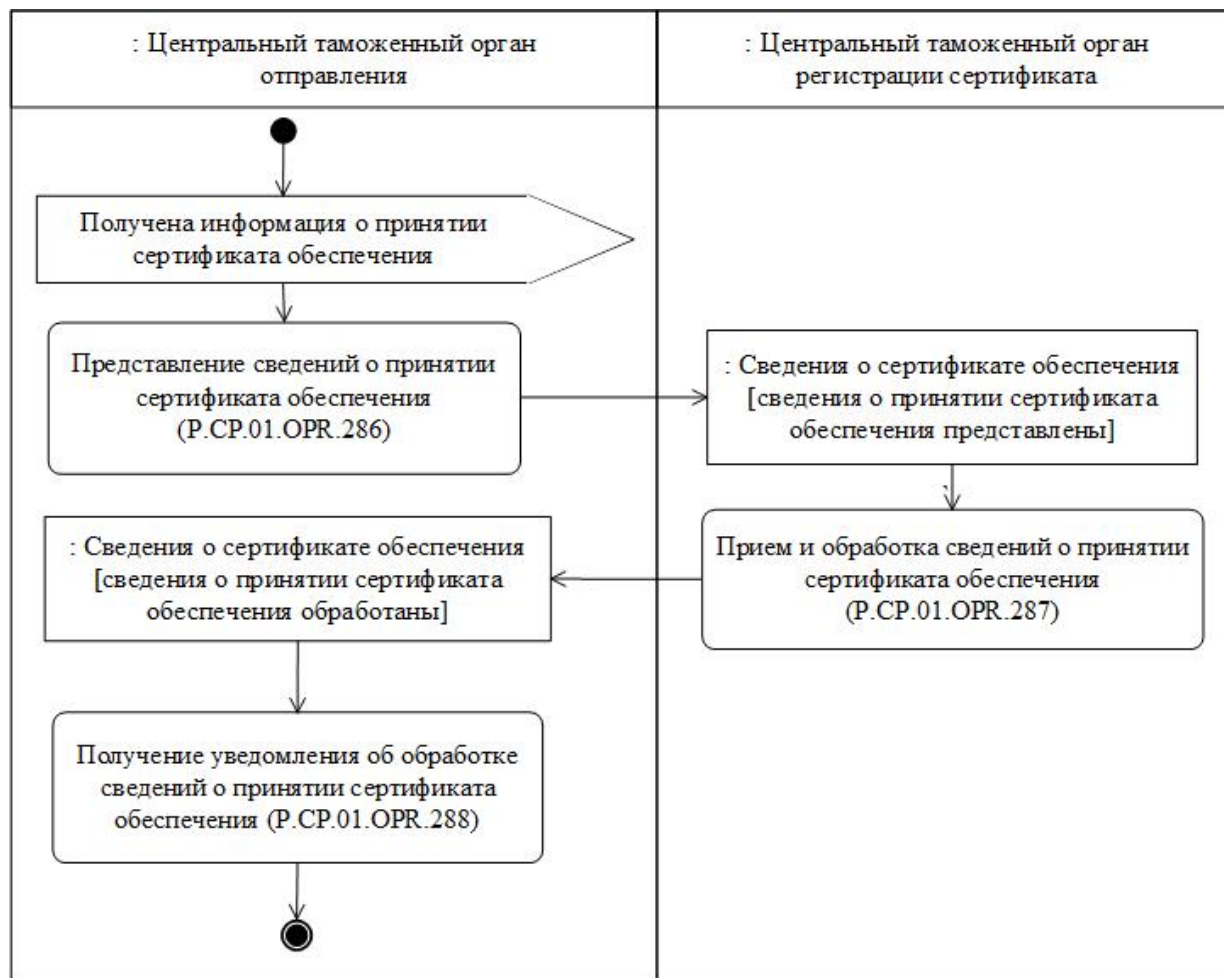 : Центральный таможенный орган
отправления
: Центральный таможенный орган
регистрации сертификата
Получена информация о принятии
сертификата обеспечения
Представление сведений о принятии
сертификата обеспечения
(P.CP.01.OPR.286)
: Сведения о сертификате обеспечения
[сведения о принятии сертификата
обеспечения представлены]
Прием и обработка сведений о принятии
сертификата обеспечения
(P.CP.01.OPR.287)
: Сведения о сертификате обеспечения
[сведения о принятии сертификата
обеспечения обработаны]
Получение уведомления об обработке
сведений о принятии сертификата
обеспечения (P.CP.01.OPR.288)